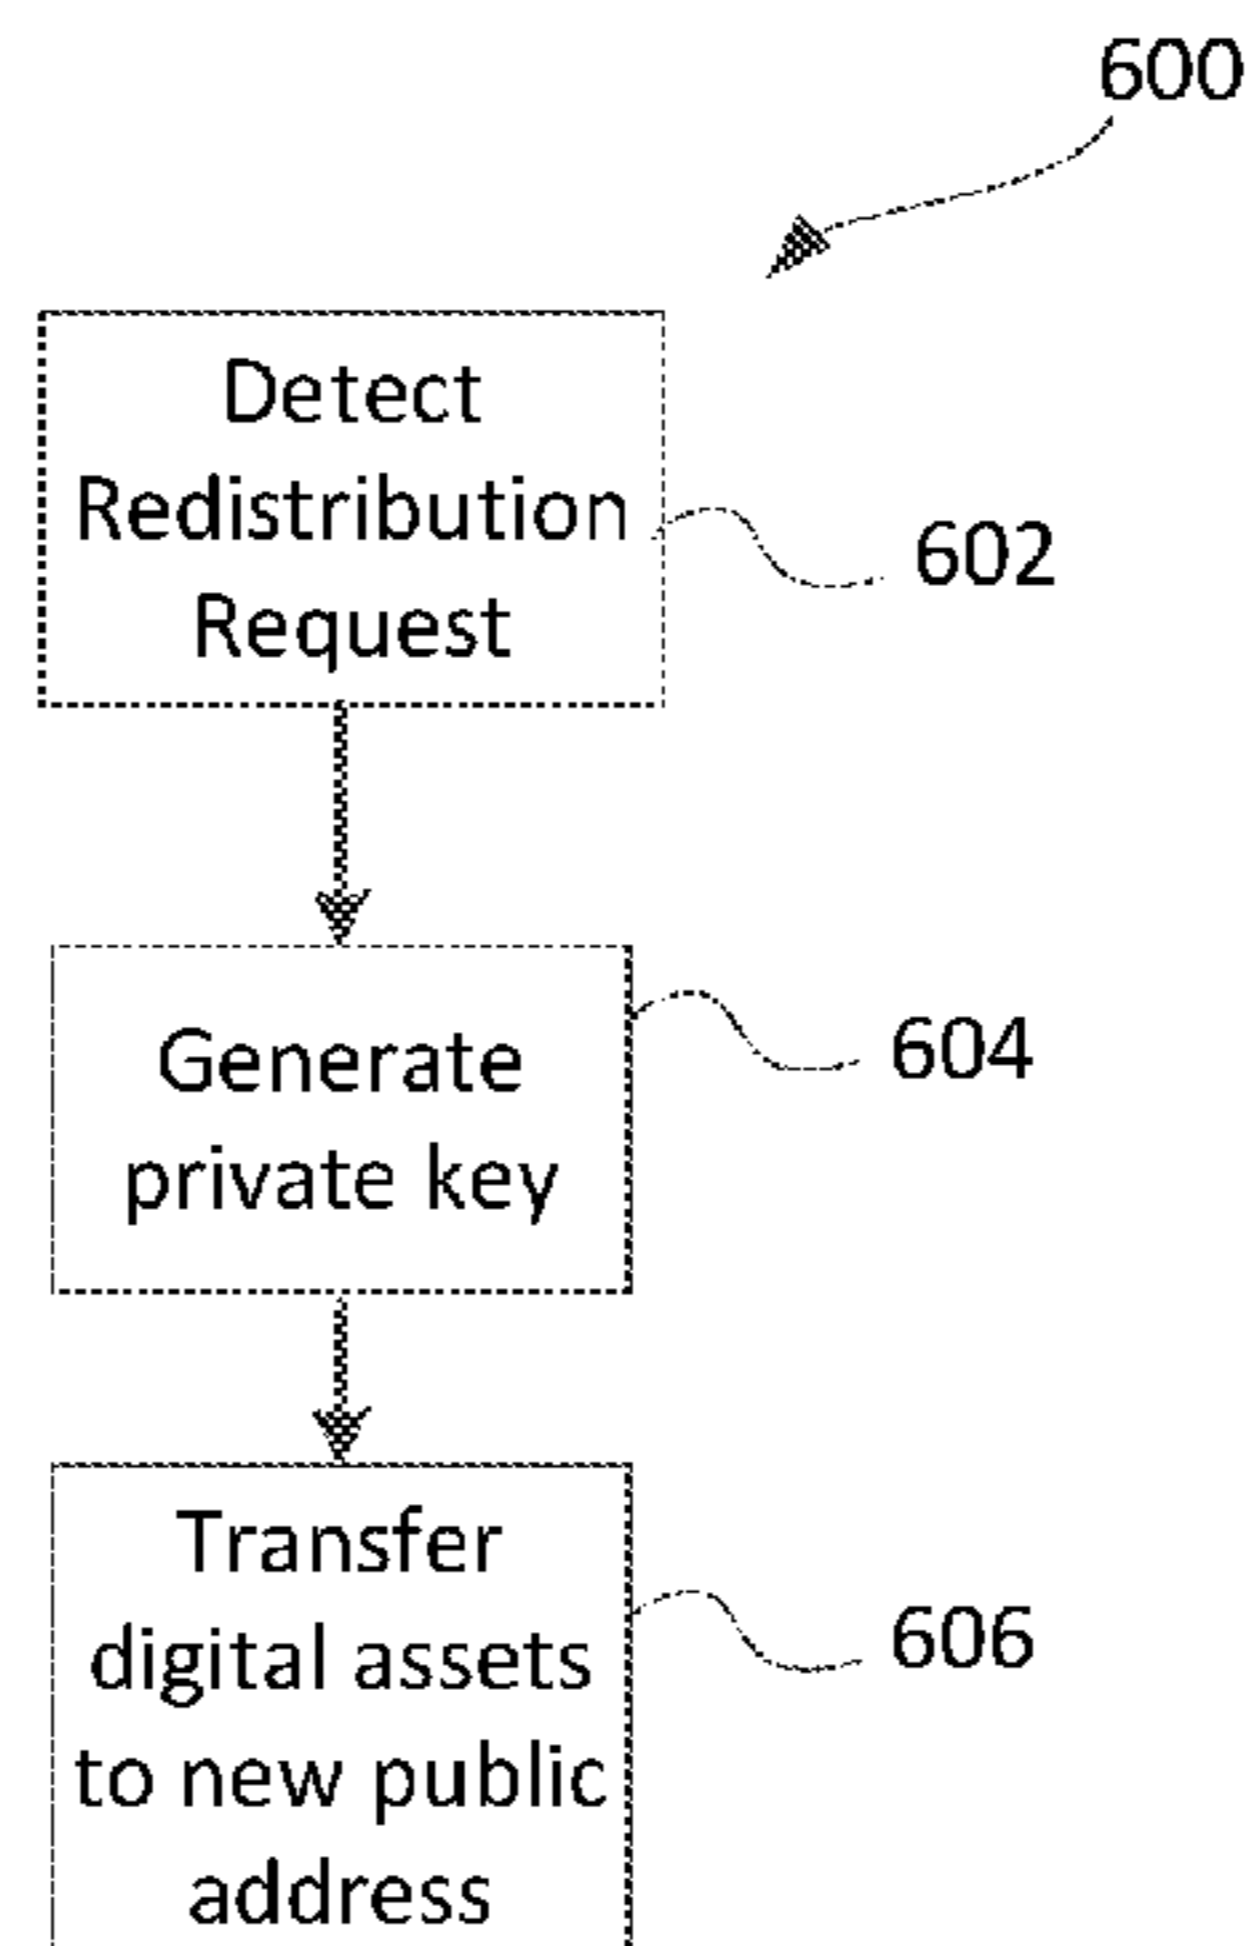 600
Detect
Redistribution
Request
602
Generate
private key
604
Transfer
digital assets
to new public
address
606